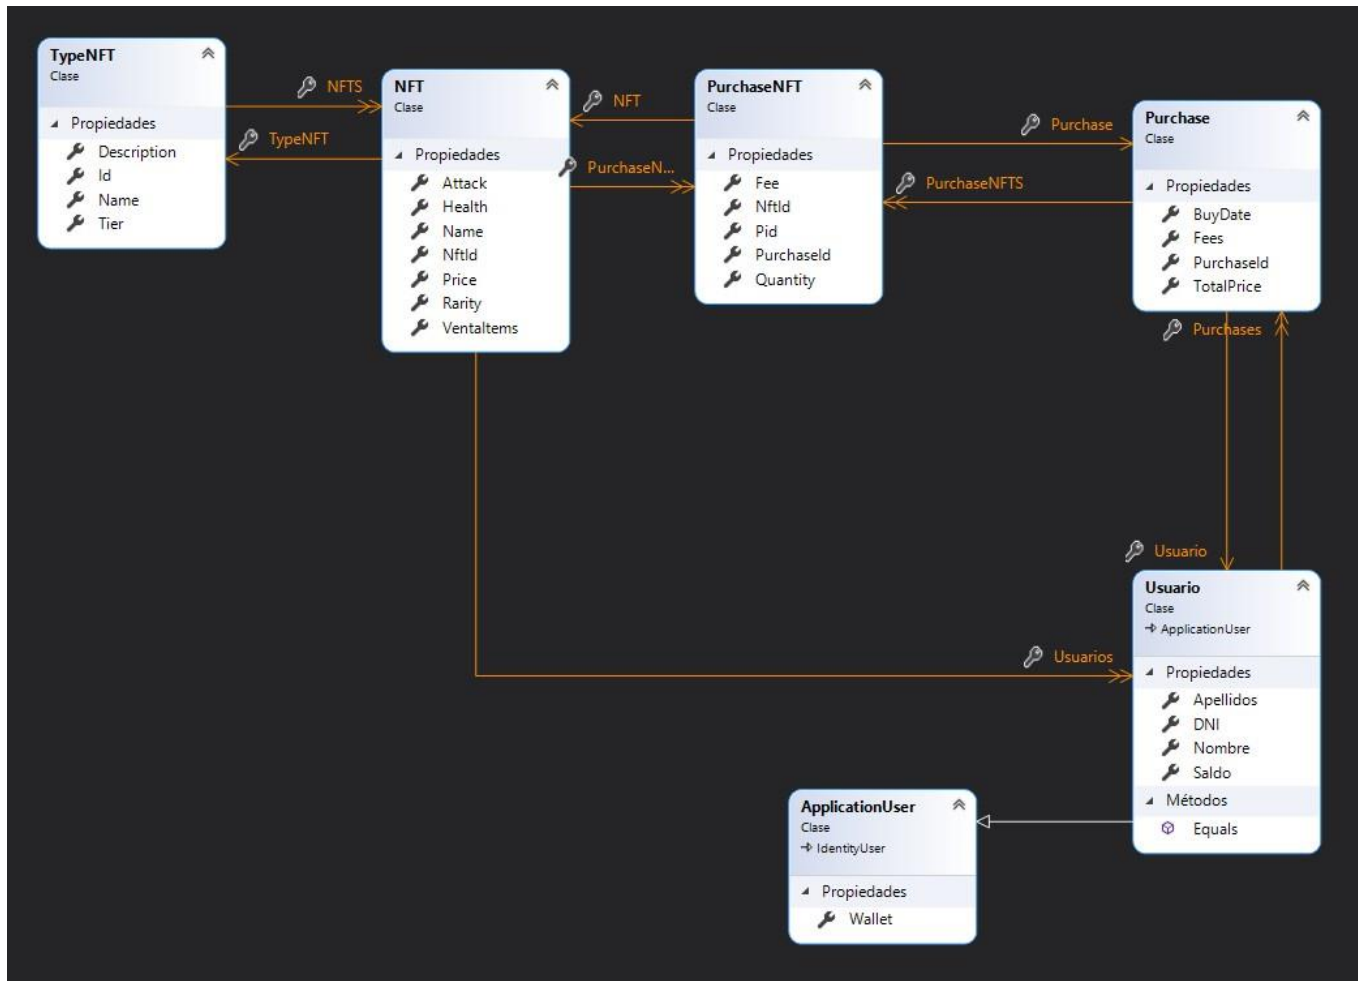 TypeNFT
Clase
Propiedades
Description
Id
Name
Tier
NFTS
TypeNFT
NFT
Clase
Propiedades
Attack
Health
Name
NftId
Price
Rarity
VentaItems
NFT
PurchaseN...
PurchaseNFT
Clase
Propiedades
Fee
NftId
Pid
PurchaseId
Quantity
Purchase
PurchaseNFTS
Purchase
Clase
Propiedades
BuyDate
Fees
PurchaseId
TotalPrice
Purchases
Usuario
Usuarios
Usuario
Clase
ApplicationUser
Propiedades
Apellidos
DNI
Nombre
Saldo
Métodos
Equals
ApplicationUser
Clase
IdentityUser
Propiedades
Wallet